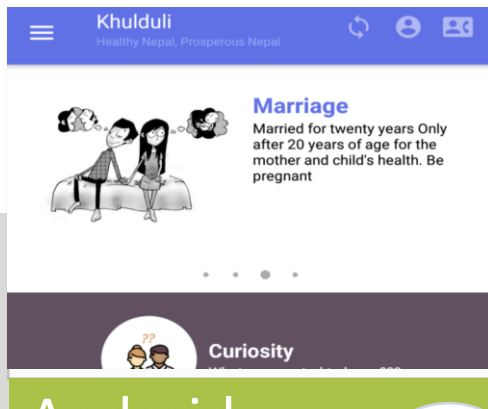 Khulduli
Healthy Nepal, Prosperous Nepal
Marriage
Married for twenty years Only
after 20 years of age for the
mother and child's health. Be
pregnant
??
Curiosity